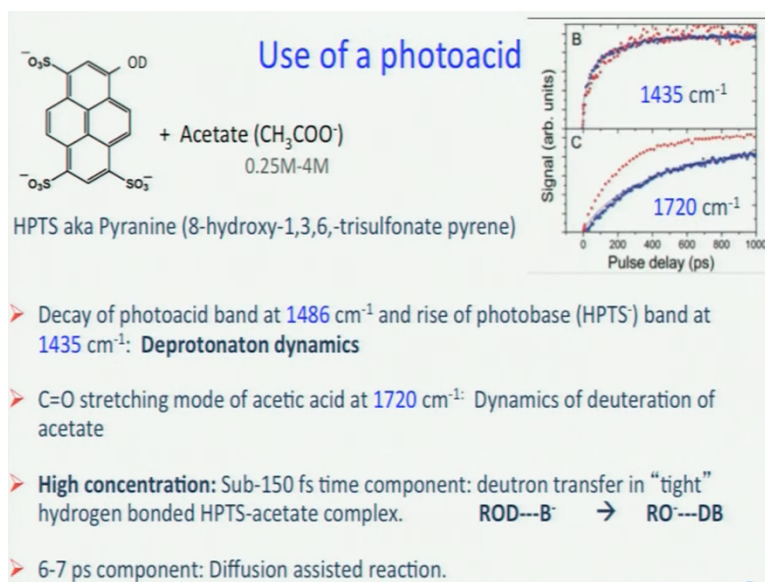 Use of a photoacid
⁻O₃S
OD
+ Acetate (CH₃COO⁻)
0.25M-4M
⁻O₃S
SO₃⁻
HPTS aka Pyranine (8-hydroxy-1,3,6,-trisulfonate pyrene)
Signal (arb. units)
B
1435 cm⁻¹
C
1720 cm⁻¹
0 200 400 600 800 1000
Pulse delay (ps)
➢ Decay of photoacid band at 1486 cm⁻¹ and rise of photobase (HPTS⁻) band at
1435 cm⁻¹: Deprotonaton dynamics
➢ C=O stretching mode of acetic acid at 1720 cm⁻¹: Dynamics of deuteration of
acetate
➢ High concentration: Sub-150 fs time component: deutron transfer in “tight”
hydrogen bonded HPTS-acetate complex. ROD---B⁻ → RO⁻---DB
➢ 6-7 ps component: Diffusion assisted reaction.